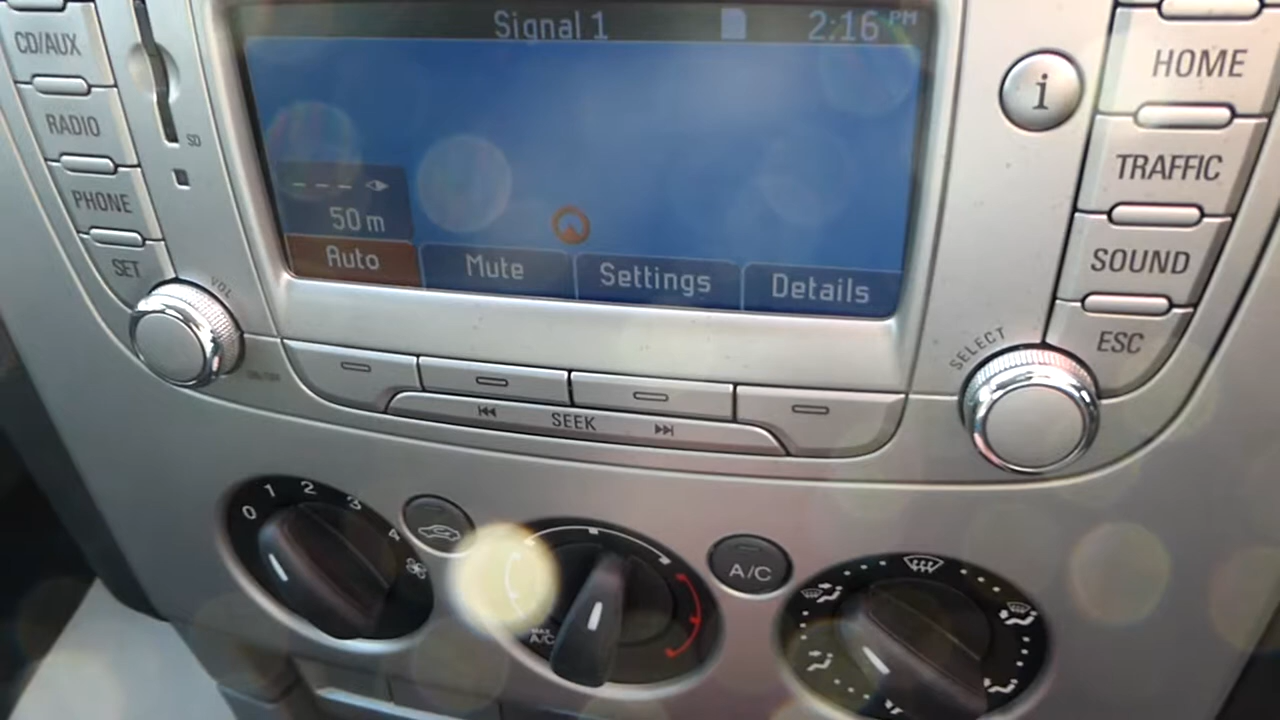 Signal 1 2:16 PM
CD/AUX
HOME
i
RADIO
SD
TRAFFIC
PHONE
- - -
50 m
SOUND
SET
Auto Mute Settings Details
VOL
ESC
SELECT
SEEK
0 1 2 3 4
A/C
MAX
A/C